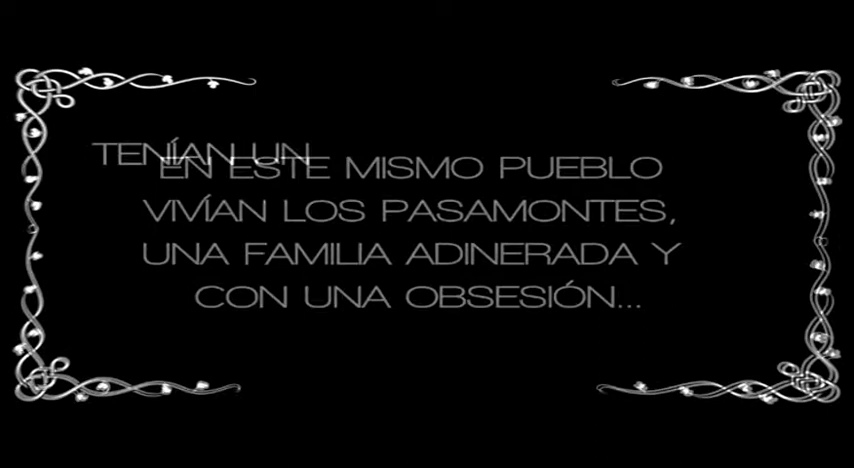 TENÍAN UN
EN ESTE MISMO PUEBLO
VIVÍAN LOS PASAMONTES,
UNA FAMILIA ADINERADA Y
CON UNA OBSESIÓN...